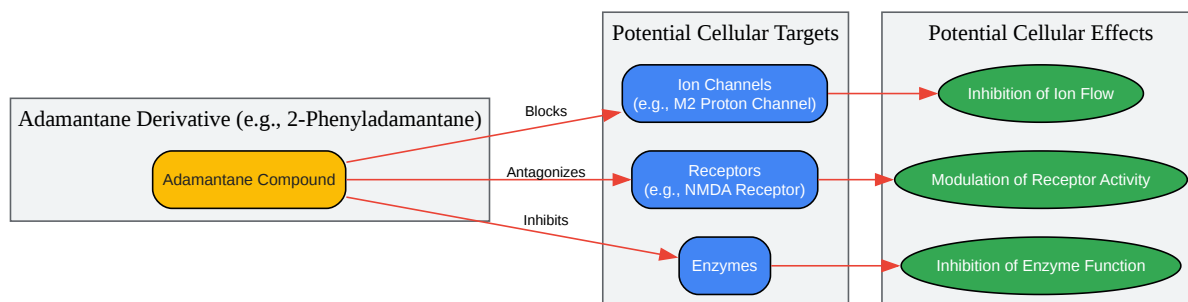 Adamantane Derivative (e.g., 2-Phenyladamantane)
Adamantane Compound
Blocks
Antagonizes
Inhibits
Potential Cellular Targets
Ion Channels
(e.g., M2 Proton Channel)
Receptors
(e.g., NMDA Receptor)
Enzymes
Potential Cellular Effects
Inhibition of Ion Flow
Modulation of Receptor Activity
Inhibition of Enzyme Function